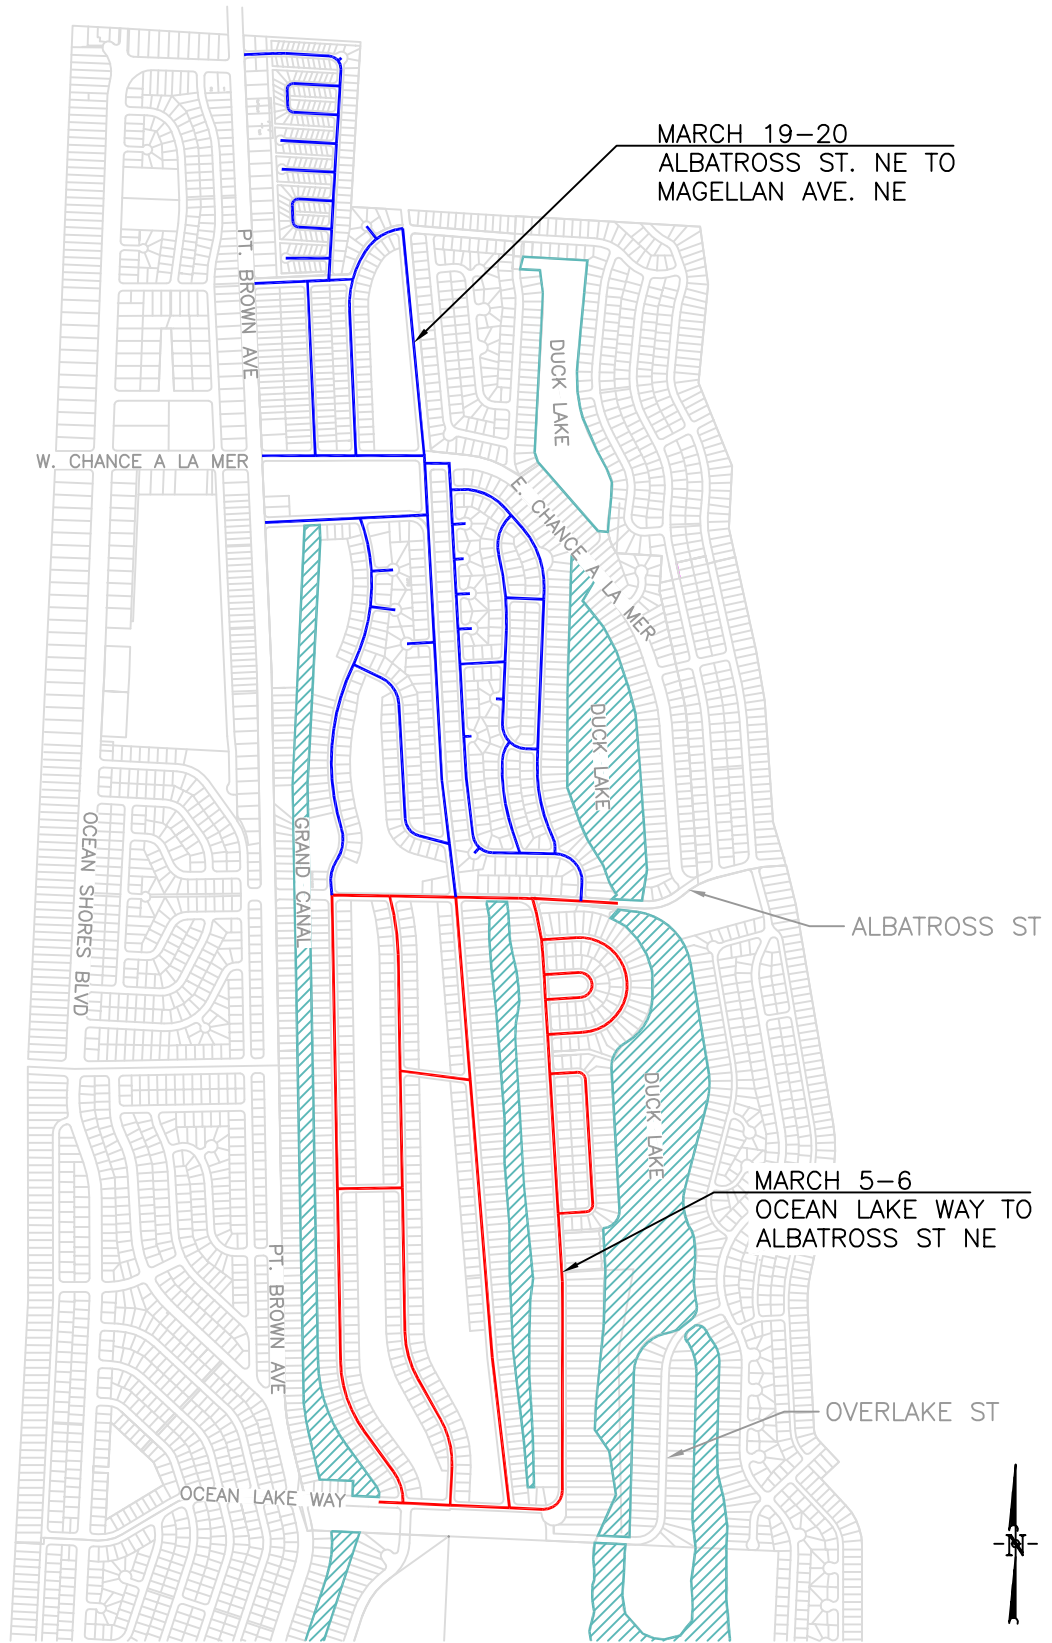 MARCH 19-20
ALBATROSS ST. NE TO
MAGELLAN AVE. NE
PT. BROWN AVE
DUCK LAKE
W. CHANCE A LA MER
E. CHANCE A LA MER
DUCK LAKE
OCEAN SHORES BLVD
GRAND CANAL
ALBATROSS ST
DUCK LAKE
MARCH 5-6
OCEAN LAKE WAY TO
ALBATROSS ST NE
PT. BROWN AVE
OVERLAKE ST
OCEAN LAKE WAY
N